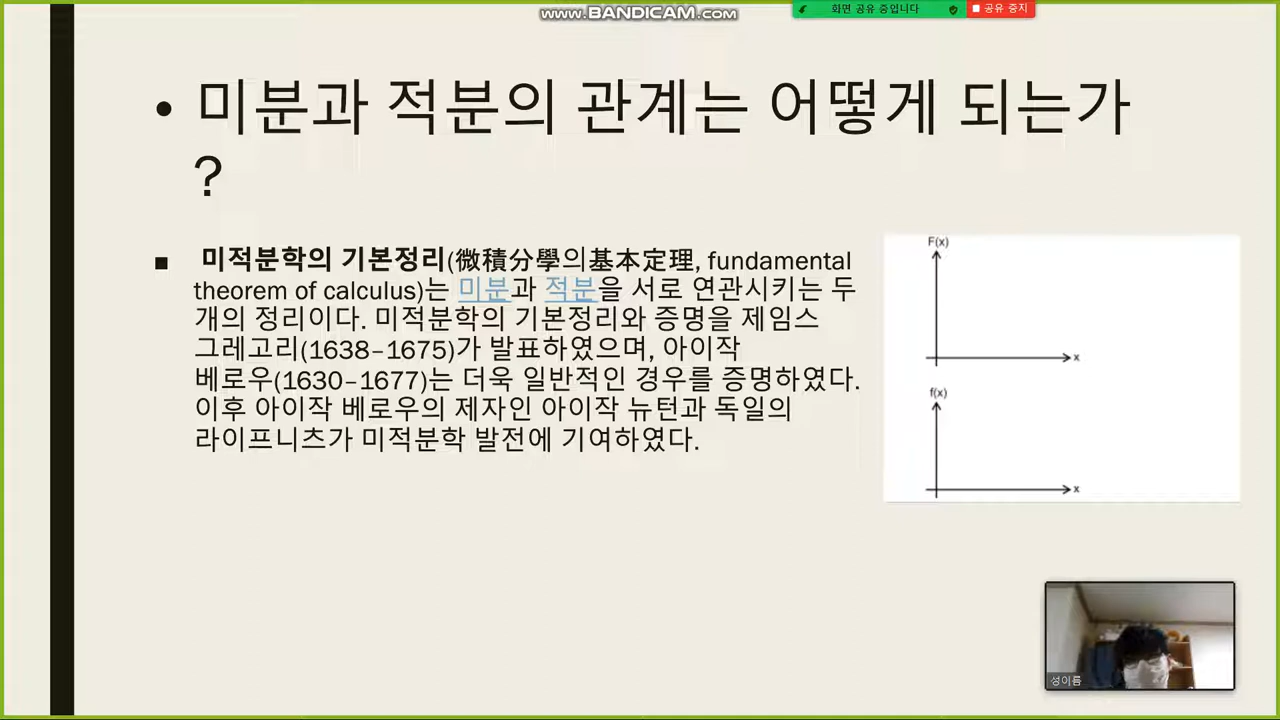 www.BANDICAM.com
화면 공유 중입니다
공유 중지
• 미분과 적분의 관계는 어떻게 되는가
?
■ 미적분학의 기본정리(微積分學의基本定理, fundamental
theorem of calculus)는 미분과 적분을 서로 연관시키는 두
개의 정리이다. 미적분학의 기본정리와 증명을 제임스
그레고리(1638–1675)가 발표하였으며, 아이작
베로우(1630–1677)는 더욱 일반적인 경우를 증명하였다.
이후 아이작 베로우의 제자인 아이작 뉴턴과 독일의
라이프니츠가 미적분학 발전에 기여하였다.
F(x)
x
f(x)
x
성이름